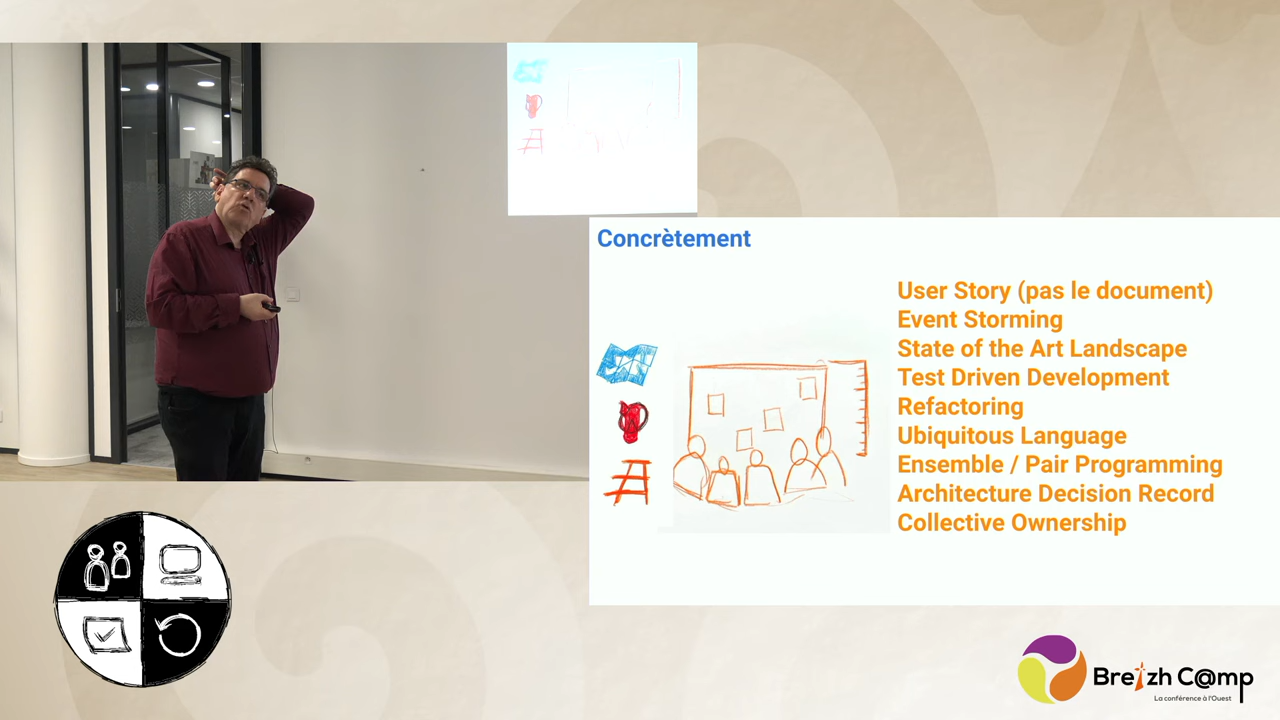 Concrètement
User Story (pas le document)
Event Storming
State of the Art Landscape
Test Driven Development
Refactoring
Ubiquitous Language
Ensemble / Pair Programming
Architecture Decision Record
Collective Ownership
Breizh C@mp
La conférence à l'Ouest